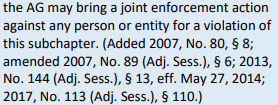 the AG may bring a joint enforcement action
against any person or entity for a violation of
this subchapter. (Added 2007, No. 80, § 8;
amended 2007, No. 89 (Adj. Sess.), § 6; 2013,
No. 144 (Adj. Sess.), § 13, eff. May 27, 2014;
2017, No. 113 (Adj. Sess.), § 110.)